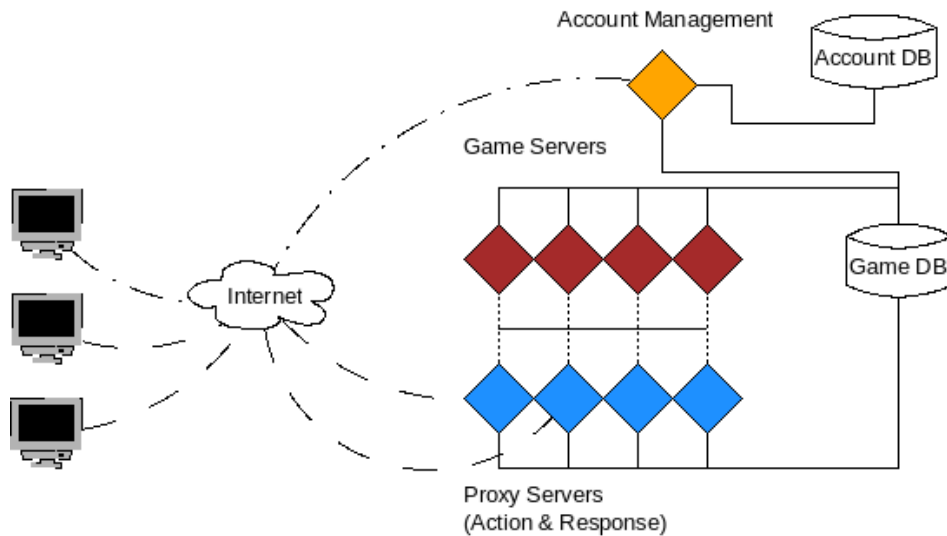 Account Management
Account DB
Game Servers
Internet
Game DB
Proxy Servers
(Action & Response)